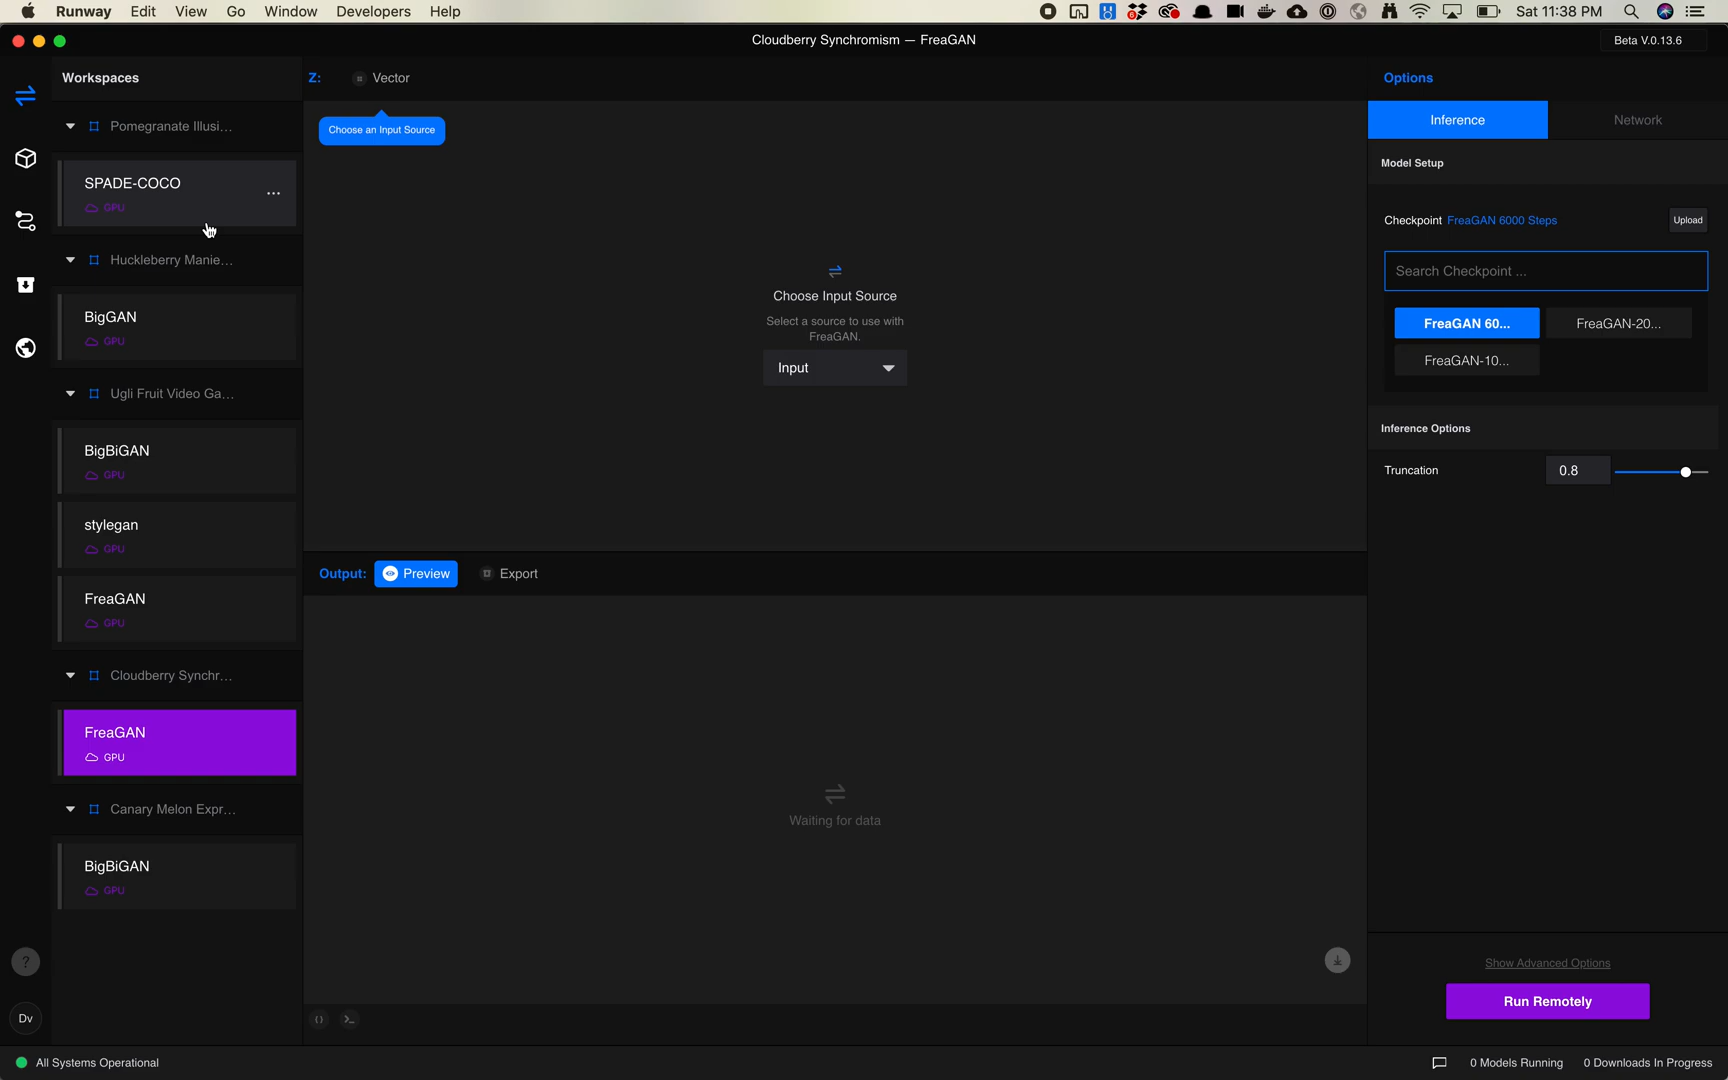 Runway Edit View Go Window Developers Help Sat 11:38 PM
Cloudberry Synchromism — FreaGAN
Beta V.0.13.6
Workspaces
Pomegranate Illusi...
SPADE-COCO
...
GPU
Huckleberry Manie...
BigGAN
GPU
Ugli Fruit Video Ga...
BigBiGAN
GPU
stylegan
GPU
FreaGAN
GPU
Cloudberry Synchr...
FreaGAN
GPU
Canary Melon Expr...
BigBiGAN
GPU
?
Dv
Z: Vector
Choose an Input Source
Choose Input Source
Select a source to use with
FreaGAN.
Input
Output: Preview Export
Waiting for data
Options
Inference Network
Model Setup
Checkpoint FreaGAN 6000 Steps Upload
Search Checkpoint ...
FreaGAN 60... FreaGAN-20...
FreaGAN-10...
Inference Options
Truncation 0.8
Show Advanced Options
Run Remotely
All Systems Operational
0 Models Running 0 Downloads In Progress